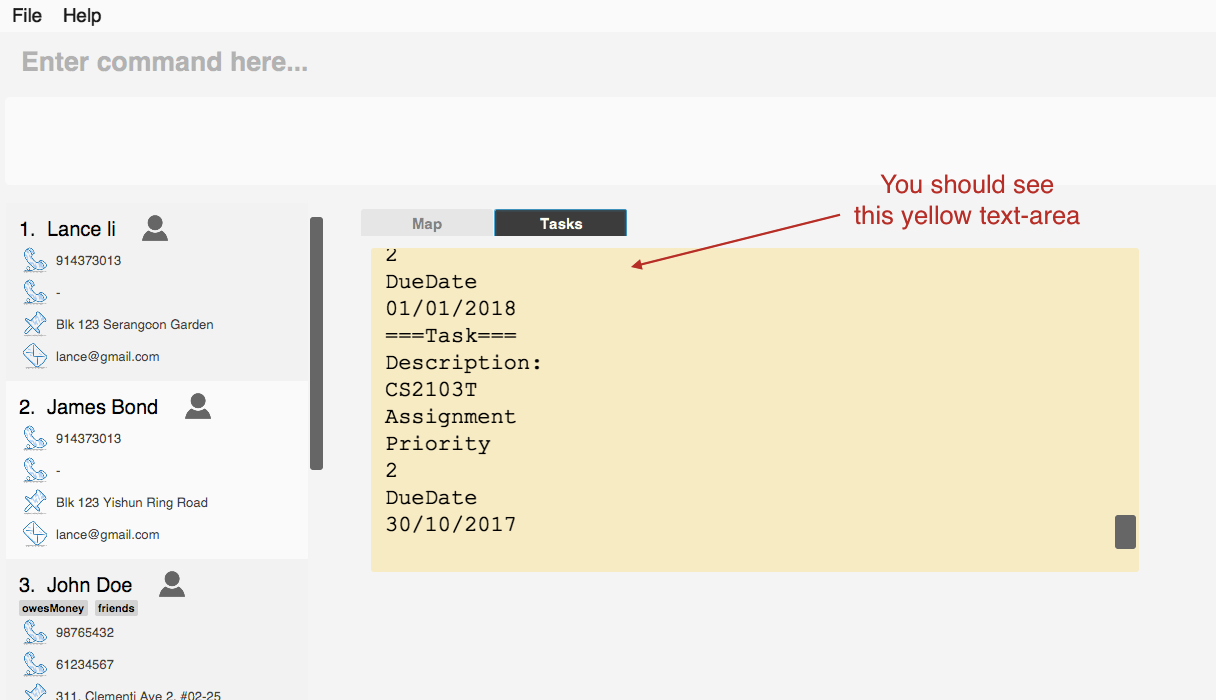 File Help
Enter command here...
You should see
this yellow text-area
Map Tasks
1. Lance li
914373013
-
Blk 123 Serangoon Garden
lance@gmail.com
2. James Bond
914373013
-
Blk 123 Yishun Ring Road
lance@gmail.com
3. John Doe
owesMoney friends
98765432
61234567
311, Clementi Ave 2, #02-25
2
DueDate
01/01/2018
===Task===
Description:
CS2103T
Assignment
Priority
2
DueDate
30/10/2017